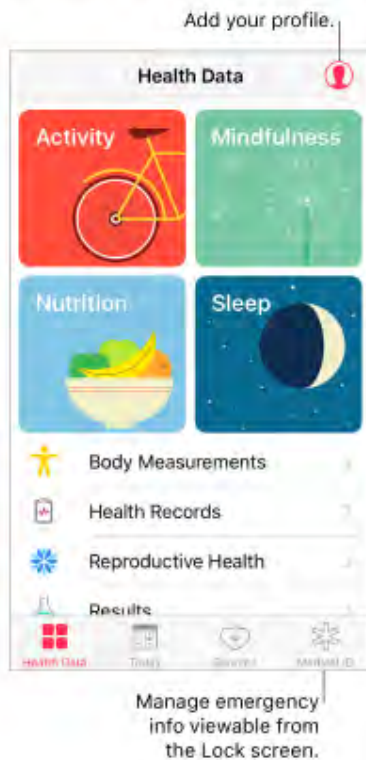 Add your profile.
Health Data
Activity
Mindfulness
Nutrition
Sleep
Body Measurements
Health Records
Reproductive Health
Results
Health Data Today Sources Medical ID
Manage emergency
info viewable from
the Lock screen.